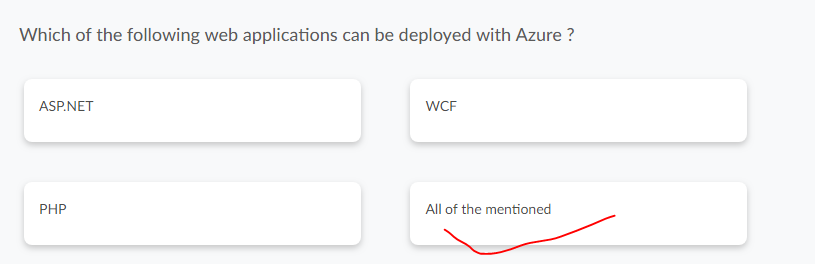 Which of the following web applications can be deployed with Azure ?
ASP.NET
WCF
PHP
All of the mentioned